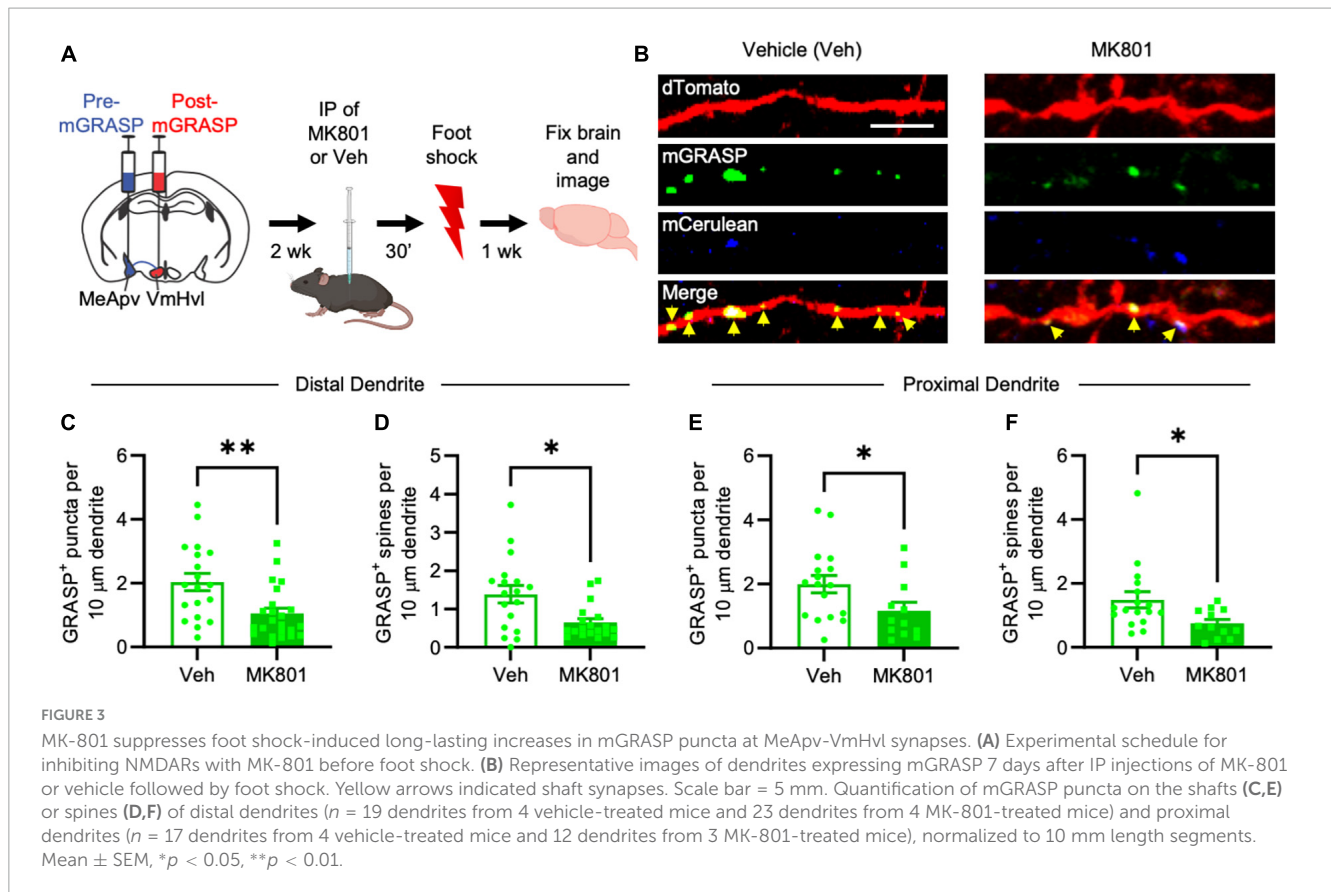 A
Pre-
mGRASP
Post-
mGRASP
MeApv VmHvl
2 wk
IP of
MK801
or Veh
30'
Foot
shock
1 wk
Fix brain
and
image
B
Vehicle (Veh)
MK801
dTomato
mGRASP
mCerulean
Merge
Distal Dendrite
Proximal Dendrite
C
GRASP+ puncta per
10 μm dendrite
6
4
2
0
**
Veh
MK801
D
GRASP+ spines per
10 μm dendrite
5
4
3
2
1
0
*
Veh
MK801
E
GRASP+ puncta per
10 μm dendrite
6
4
2
0
*
Veh
MK801
F
GRASP+ spines per
10 μm dendrite
6
4
2
0
*
Veh
MK801
FIGURE 3
MK-801 suppresses foot shock-induced long-lasting increases in mGRASP puncta at MeApv-VmHvl synapses. (A) Experimental schedule for
inhibiting NMDARs with MK-801 before foot shock. (B) Representative images of dendrites expressing mGRASP 7 days after IP injections of MK-801
or vehicle followed by foot shock. Yellow arrows indicated shaft synapses. Scale bar = 5 mm. Quantification of mGRASP puncta on the shafts (C,E)
or spines (D,F) of distal dendrites (n = 19 dendrites from 4 vehicle-treated mice and 23 dendrites from 4 MK-801-treated mice) and proximal
dendrites (n = 17 dendrites from 4 vehicle-treated mice and 12 dendrites from 3 MK-801-treated mice), normalized to 10 mm length segments.
Mean ± SEM, *p < 0.05, **p < 0.01.